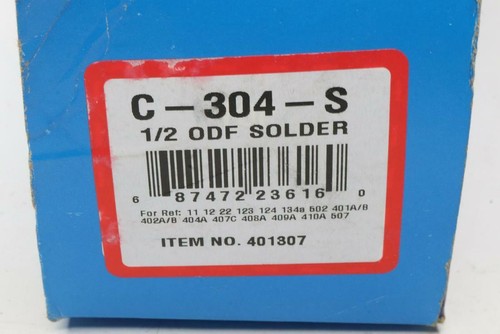 C-304-S
1/2 ODF SOLDER
6 87472 23616 0
For Ref: 11 12 22 123 124 134a 502 401A/B
402A/B 404A 407C 408A 409A 410A 507
ITEM NO. 401307